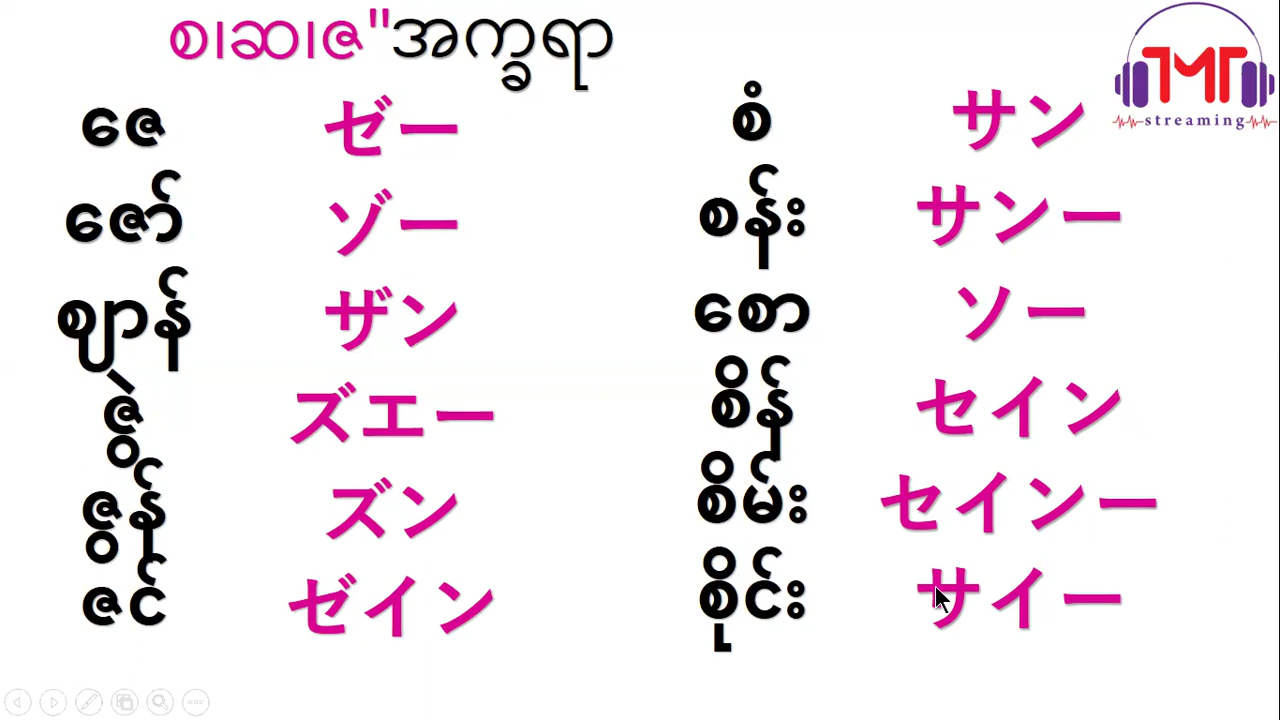 စ၊ဆ၊ဇ"အက္ခရာ
TMT
streaming
ဇေ ゼー
ဇော် ゾー
ဈာန် ザン
ဇွဲ ズエー
ဇွန် ズン
ဇင် ゼイン
စံ サン
စန်း サンー
စော ソー
စိန် セイン
စိမ်း セインー
စိုင်း サイー